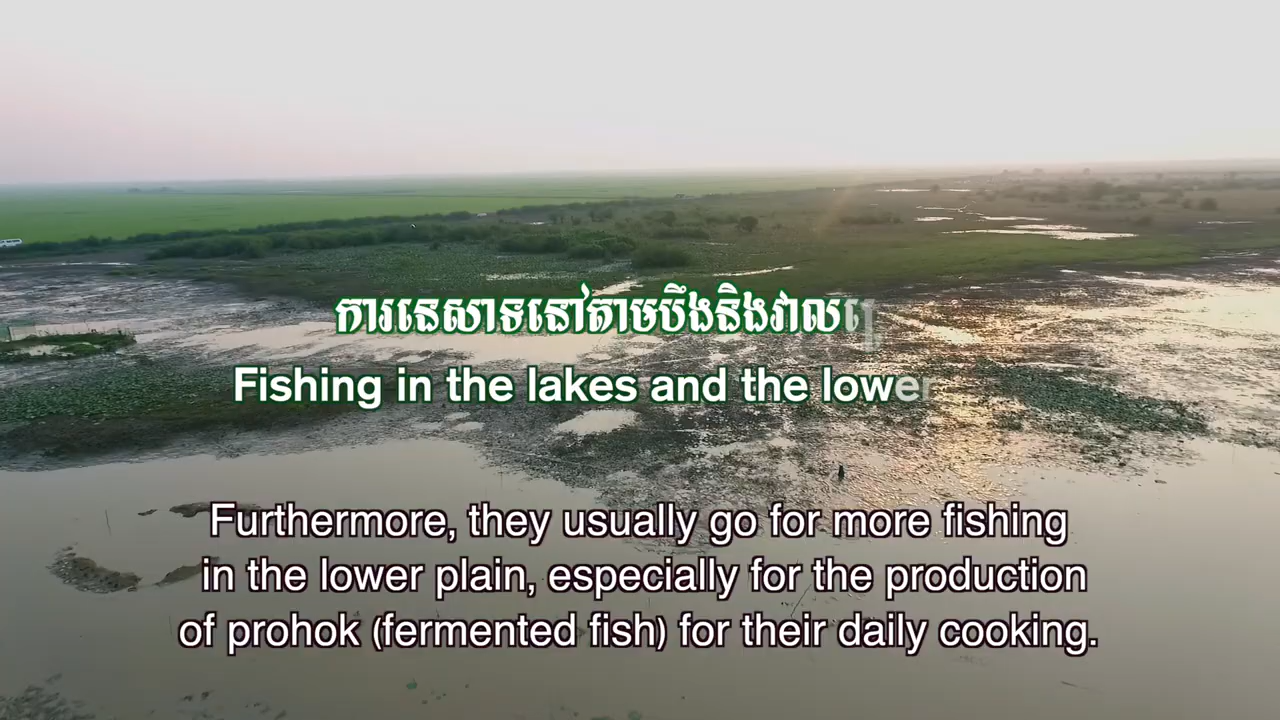 ការនេសាទនៅតាមបឹងនិងវាល
Fishing in the lakes and the lower
Furthermore, they usually go for more fishing
in the lower plain, especially for the production
of prohok (fermented fish) for their daily cooking.